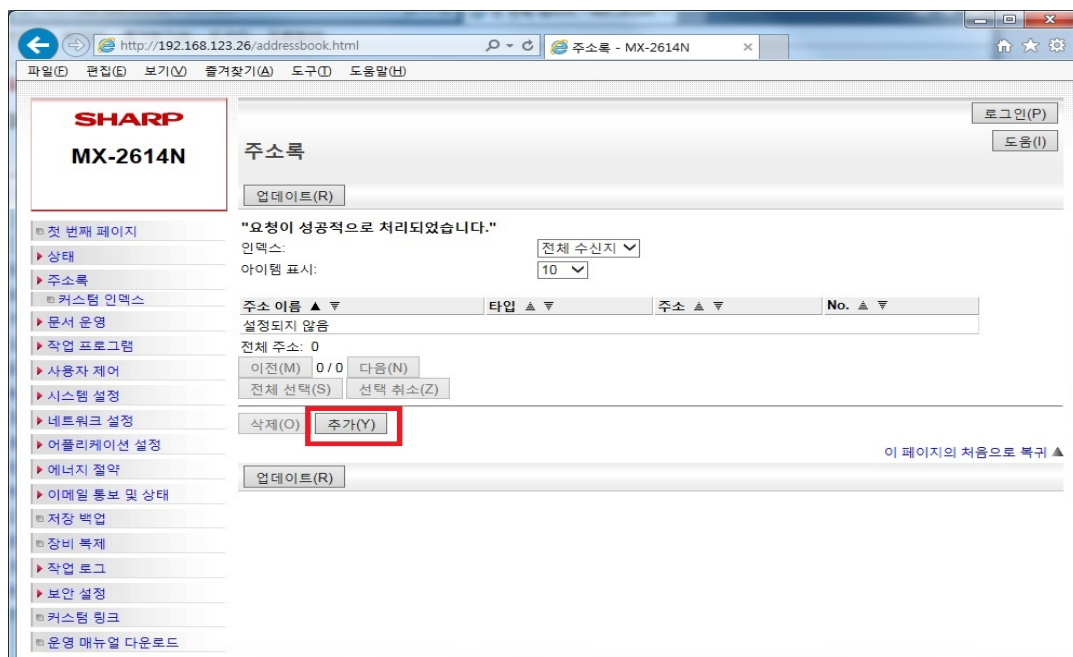 http://192.168.123.26/addressbook.html
주소록 - MX-2614N
파일(F) 편집(E) 보기(V) 즐겨찾기(A) 도구(T) 도움말(H)
SHARP
MX-2614N
로그인(P)
도움(I)
주소록
업데이트(R)
첫 번째 페이지
상태
주소록
커스텀 인덱스
문서 운영
작업 프로그램
사용자 제어
시스템 설정
네트워크 설정
어플리케이션 설정
에너지 절약
이메일 통보 및 상태
저장 백업
장비 복제
작업 로그
보안 설정
커스텀 링크
운영 매뉴얼 다운로드
"요청이 성공적으로 처리되었습니다."
인덱스: 전체 수신지
아이템 표시: 10
주소 이름 ▲ ▼ 타입 ▲ ▼ 주소 ▲ ▼ No. ▲ ▼
설정되지 않음
전체 주소: 0
이전(M) 0 / 0 다음(N)
전체 선택(S) 선택 취소(Z)
삭제(O) 추가(Y)
이 페이지의 처음으로 복귀 ▲
업데이트(R)